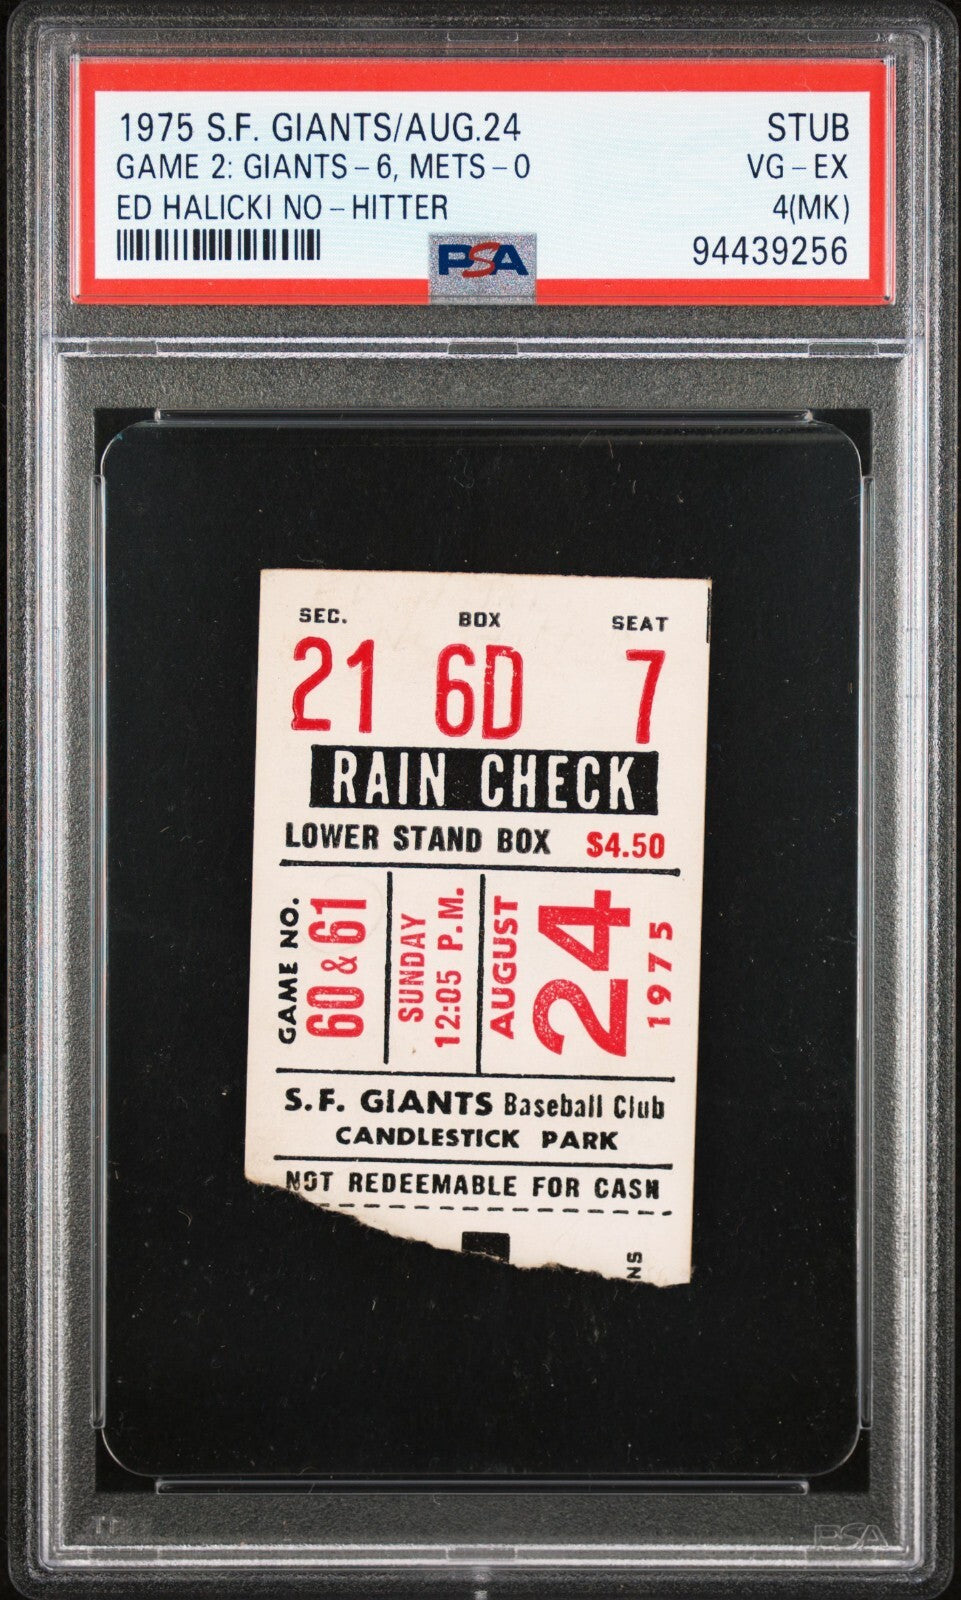 1975 S.F. GIANTS/AUG.24 STUB
GAME 2: GIANTS-6, METS-0 VG-EX
ED HALICKI NO-HITTER 4(MK)
PSA 94439256
SEC. BOX SEAT
21 6D 7
RAIN CHECK
LOWER STAND BOX $4.50
GAME NO.
60 & 61
SUNDAY
12:05 P.M.
AUGUST
24
1975
S.F. GIANTS Baseball Club
CANDLESTICK PARK
NOT REDEEMABLE FOR CASH
NS
PSA